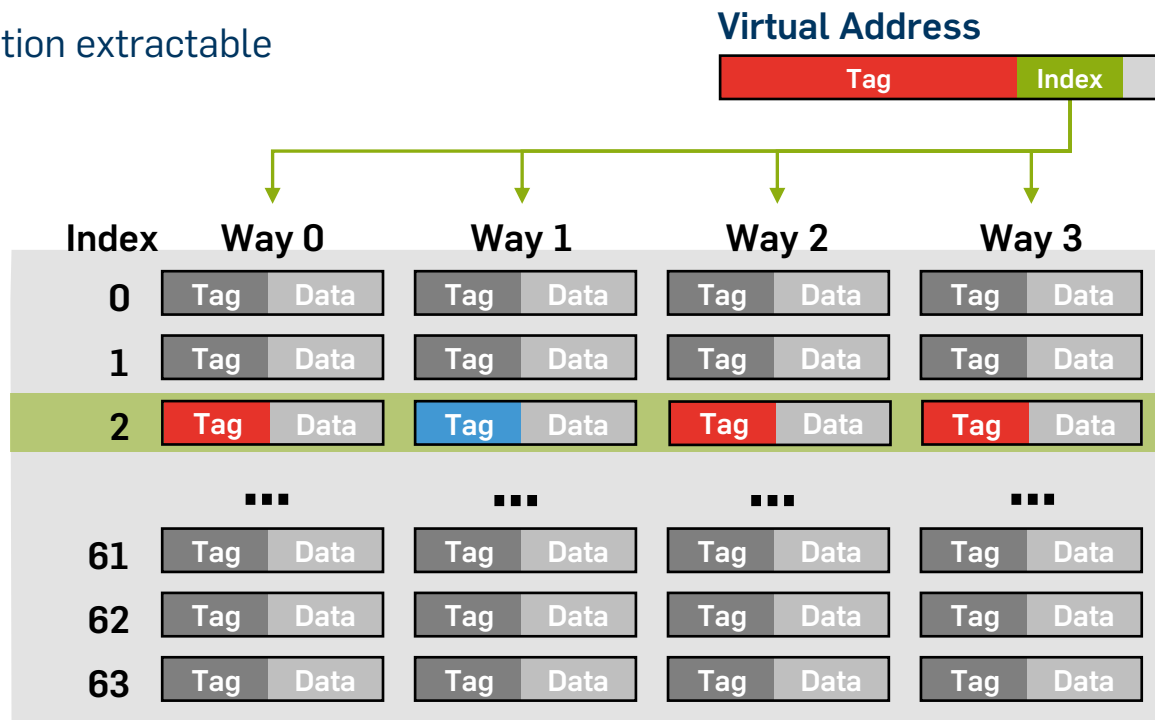 tion extractable
Virtual Address
Tag Index
Index Way 0 Way 1 Way 2 Way 3
0 Tag Data Tag Data Tag Data Tag Data
1 Tag Data Tag Data Tag Data Tag Data
2 Tag Data Tag Data Tag Data Tag Data
... ... ... ...
61 Tag Data Tag Data Tag Data Tag Data
62 Tag Data Tag Data Tag Data Tag Data
63 Tag Data Tag Data Tag Data Tag Data